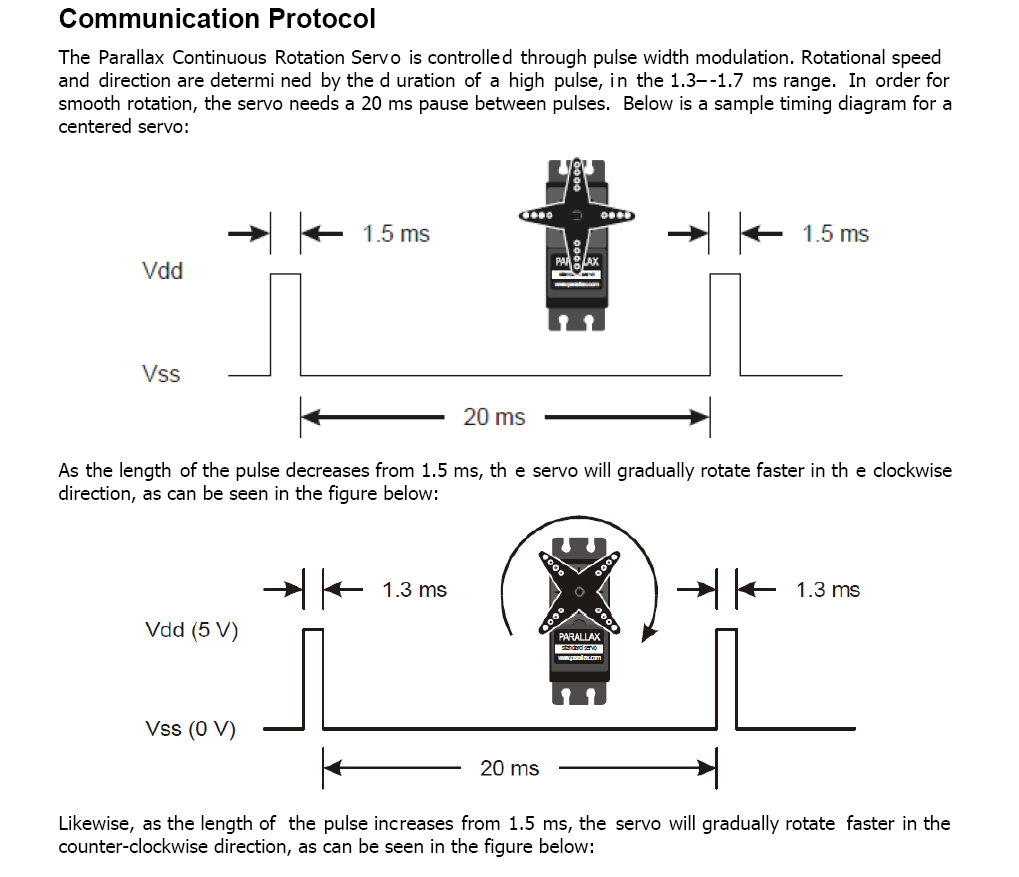 Communication Protocol
The Parallax Continuous Rotation Servo is controlled through pulse width modulation. Rotational speed
and direction are determi ned by the d uration of a high pulse, in the 1.3–-1.7 ms range. In order for
smooth rotation, the servo needs a 20 ms pause between pulses. Below is a sample timing diagram for a
centered servo:
1.5 ms
1.5 ms
Vdd
PARALLAX
Vss
20 ms
As the length of the pulse decreases from 1.5 ms, th e servo will gradually rotate faster in th e clockwise
direction, as can be seen in the figure below:
1.3 ms
1.3 ms
Vdd (5 V)
PARALLAX
standard servo
Vss (0 V)
20 ms
Likewise, as the length of the pulse increases from 1.5 ms, the servo will gradually rotate faster in the
counter-clockwise direction, as can be seen in the figure below: